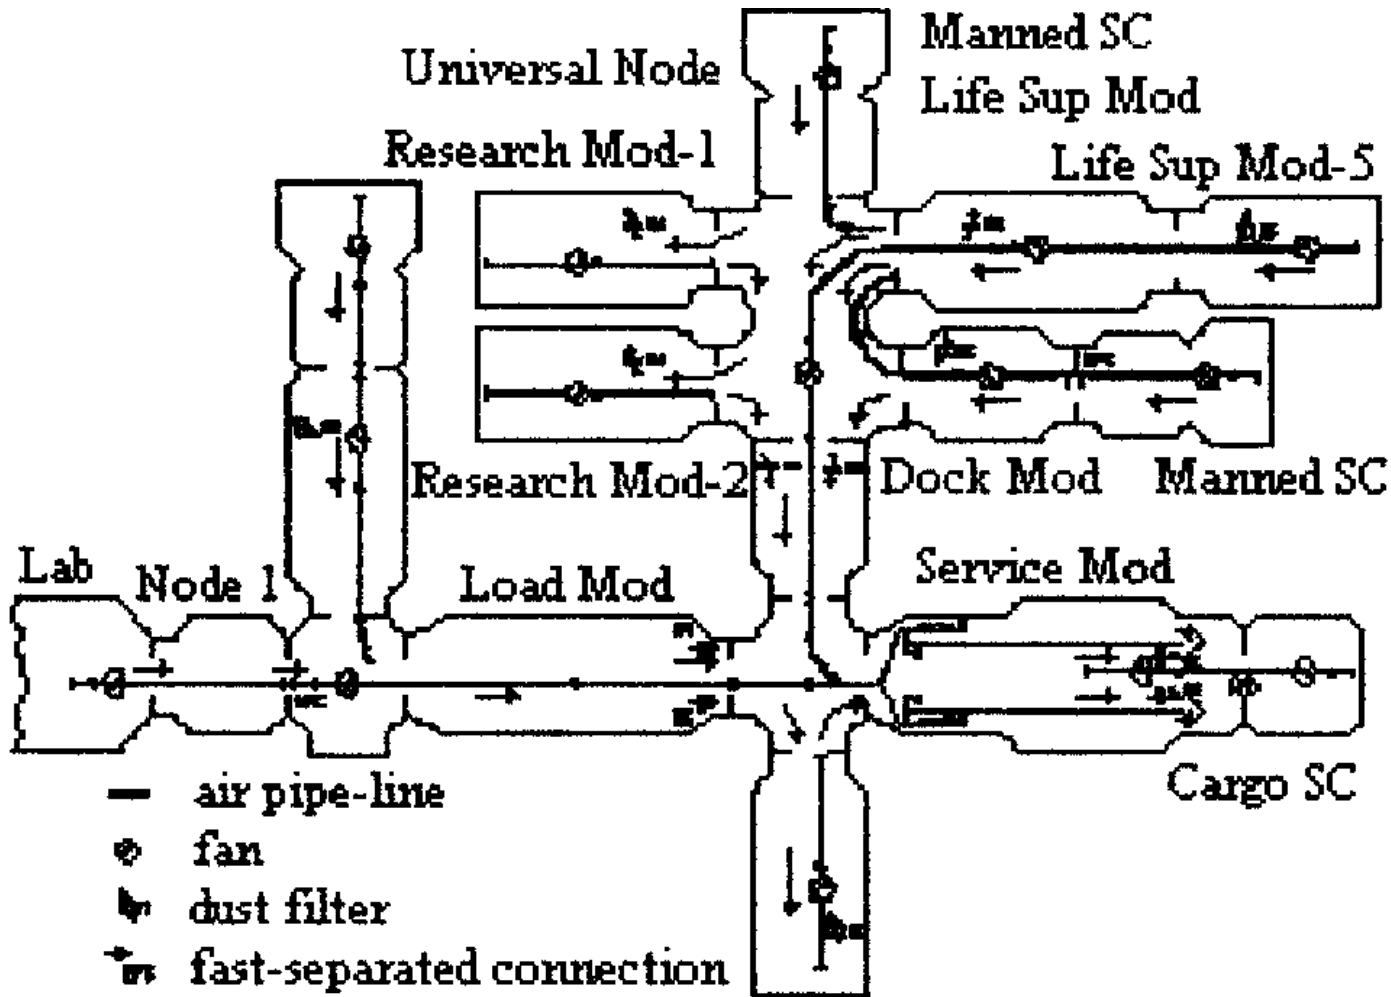 Manned SC
Universal Node
Life Sup Mod
Research Mod-1
Life Sup Mod-5
Research Mod-2
Dock Mod
Manned SC
Lab
Node 1
Load Mod
Service Mod
Cargo SC
air pipe-line
fan
dust filter
fast-separated connection